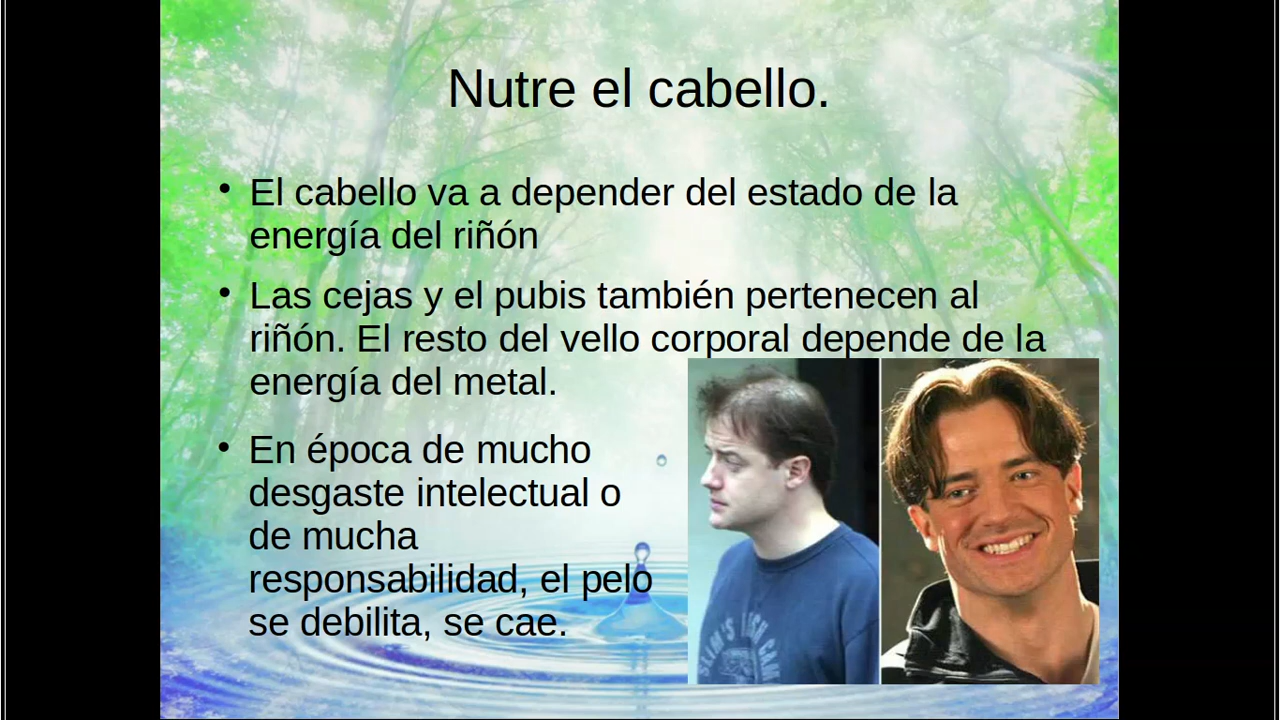 Nutre el cabello.
• El cabello va a depender del estado de la
energía del riñón
• Las cejas y el pubis también pertenecen al
riñón. El resto del vello corporal depende de la
energía del metal.
• En época de mucho
desgaste intelectual o
de mucha
responsabilidad, el pelo
se debilita, se cae.